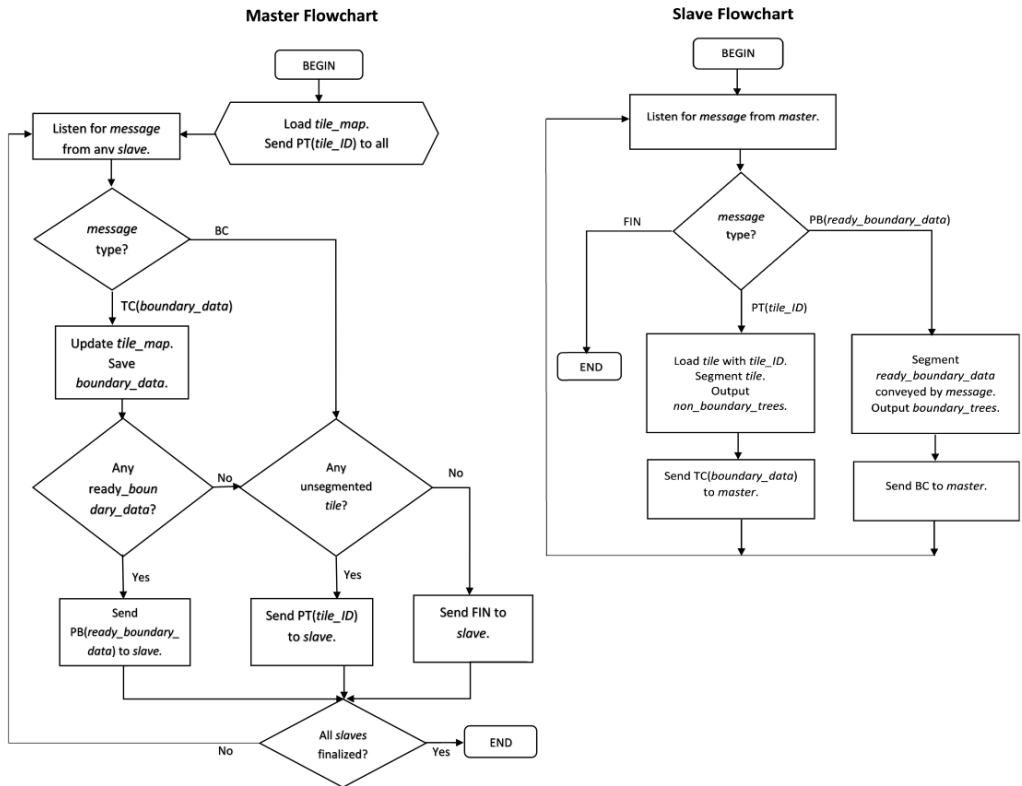 Master Flowchart
BEGIN
Load tile_map.
Send PT(tile_ID) to all
Listen for message
from any slave.
message
type?
BC
TC(boundary_data)
Update tile_map.
Save
boundary_data.
Any
ready_boun
dary_data?
No
Any
unsegmented
tile?
No
Yes
Yes
Send
PB(ready_boundary_
data) to slave.
Send PT(tile_ID)
to slave.
Send FIN to
slave.
All slaves
finalized?
No
Yes
END
Slave Flowchart
BEGIN
Listen for message from master.
message
type?
FIN
PB(ready_boundary_data)
PT(tile_ID)
END
Load tile with tile_ID.
Segment tile.
Output
non_boundary_trees.
Segment
ready_boundary_data
conveyed by message.
Output boundary_trees.
Send TC(boundary_data)
to master.
Send BC to master.